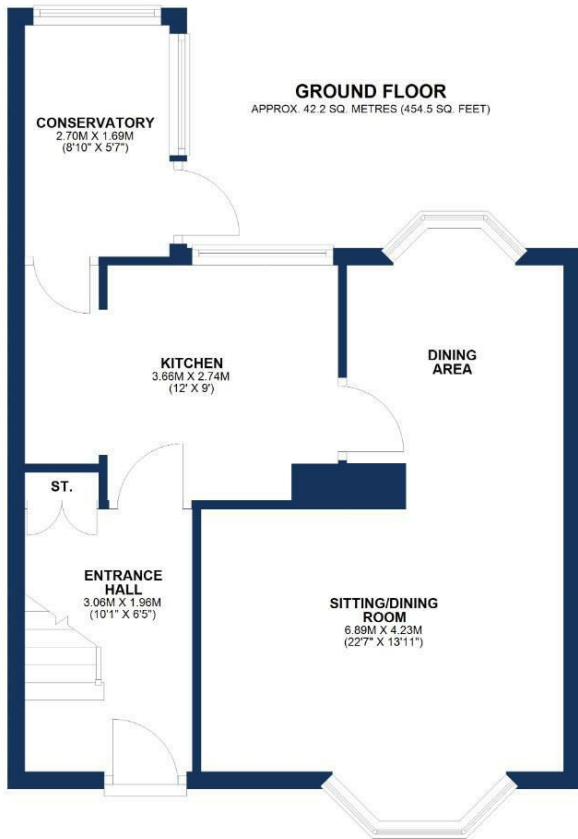 GROUND FLOOR
APPROX. 42.2 SQ. METRES (454.5 SQ. FEET)
CONSERVATORY
2.70M X 1.69M
(8'10" X 5'7")
KITCHEN
3.66M X 2.74M
(12' X 9')
DINING
AREA
ST.
ENTRANCE
HALL
3.06M X 1.96M
(10'1" X 6'5")
SITTING/DINING
ROOM
6.89M X 4.23M
(22'7" X 13'11")